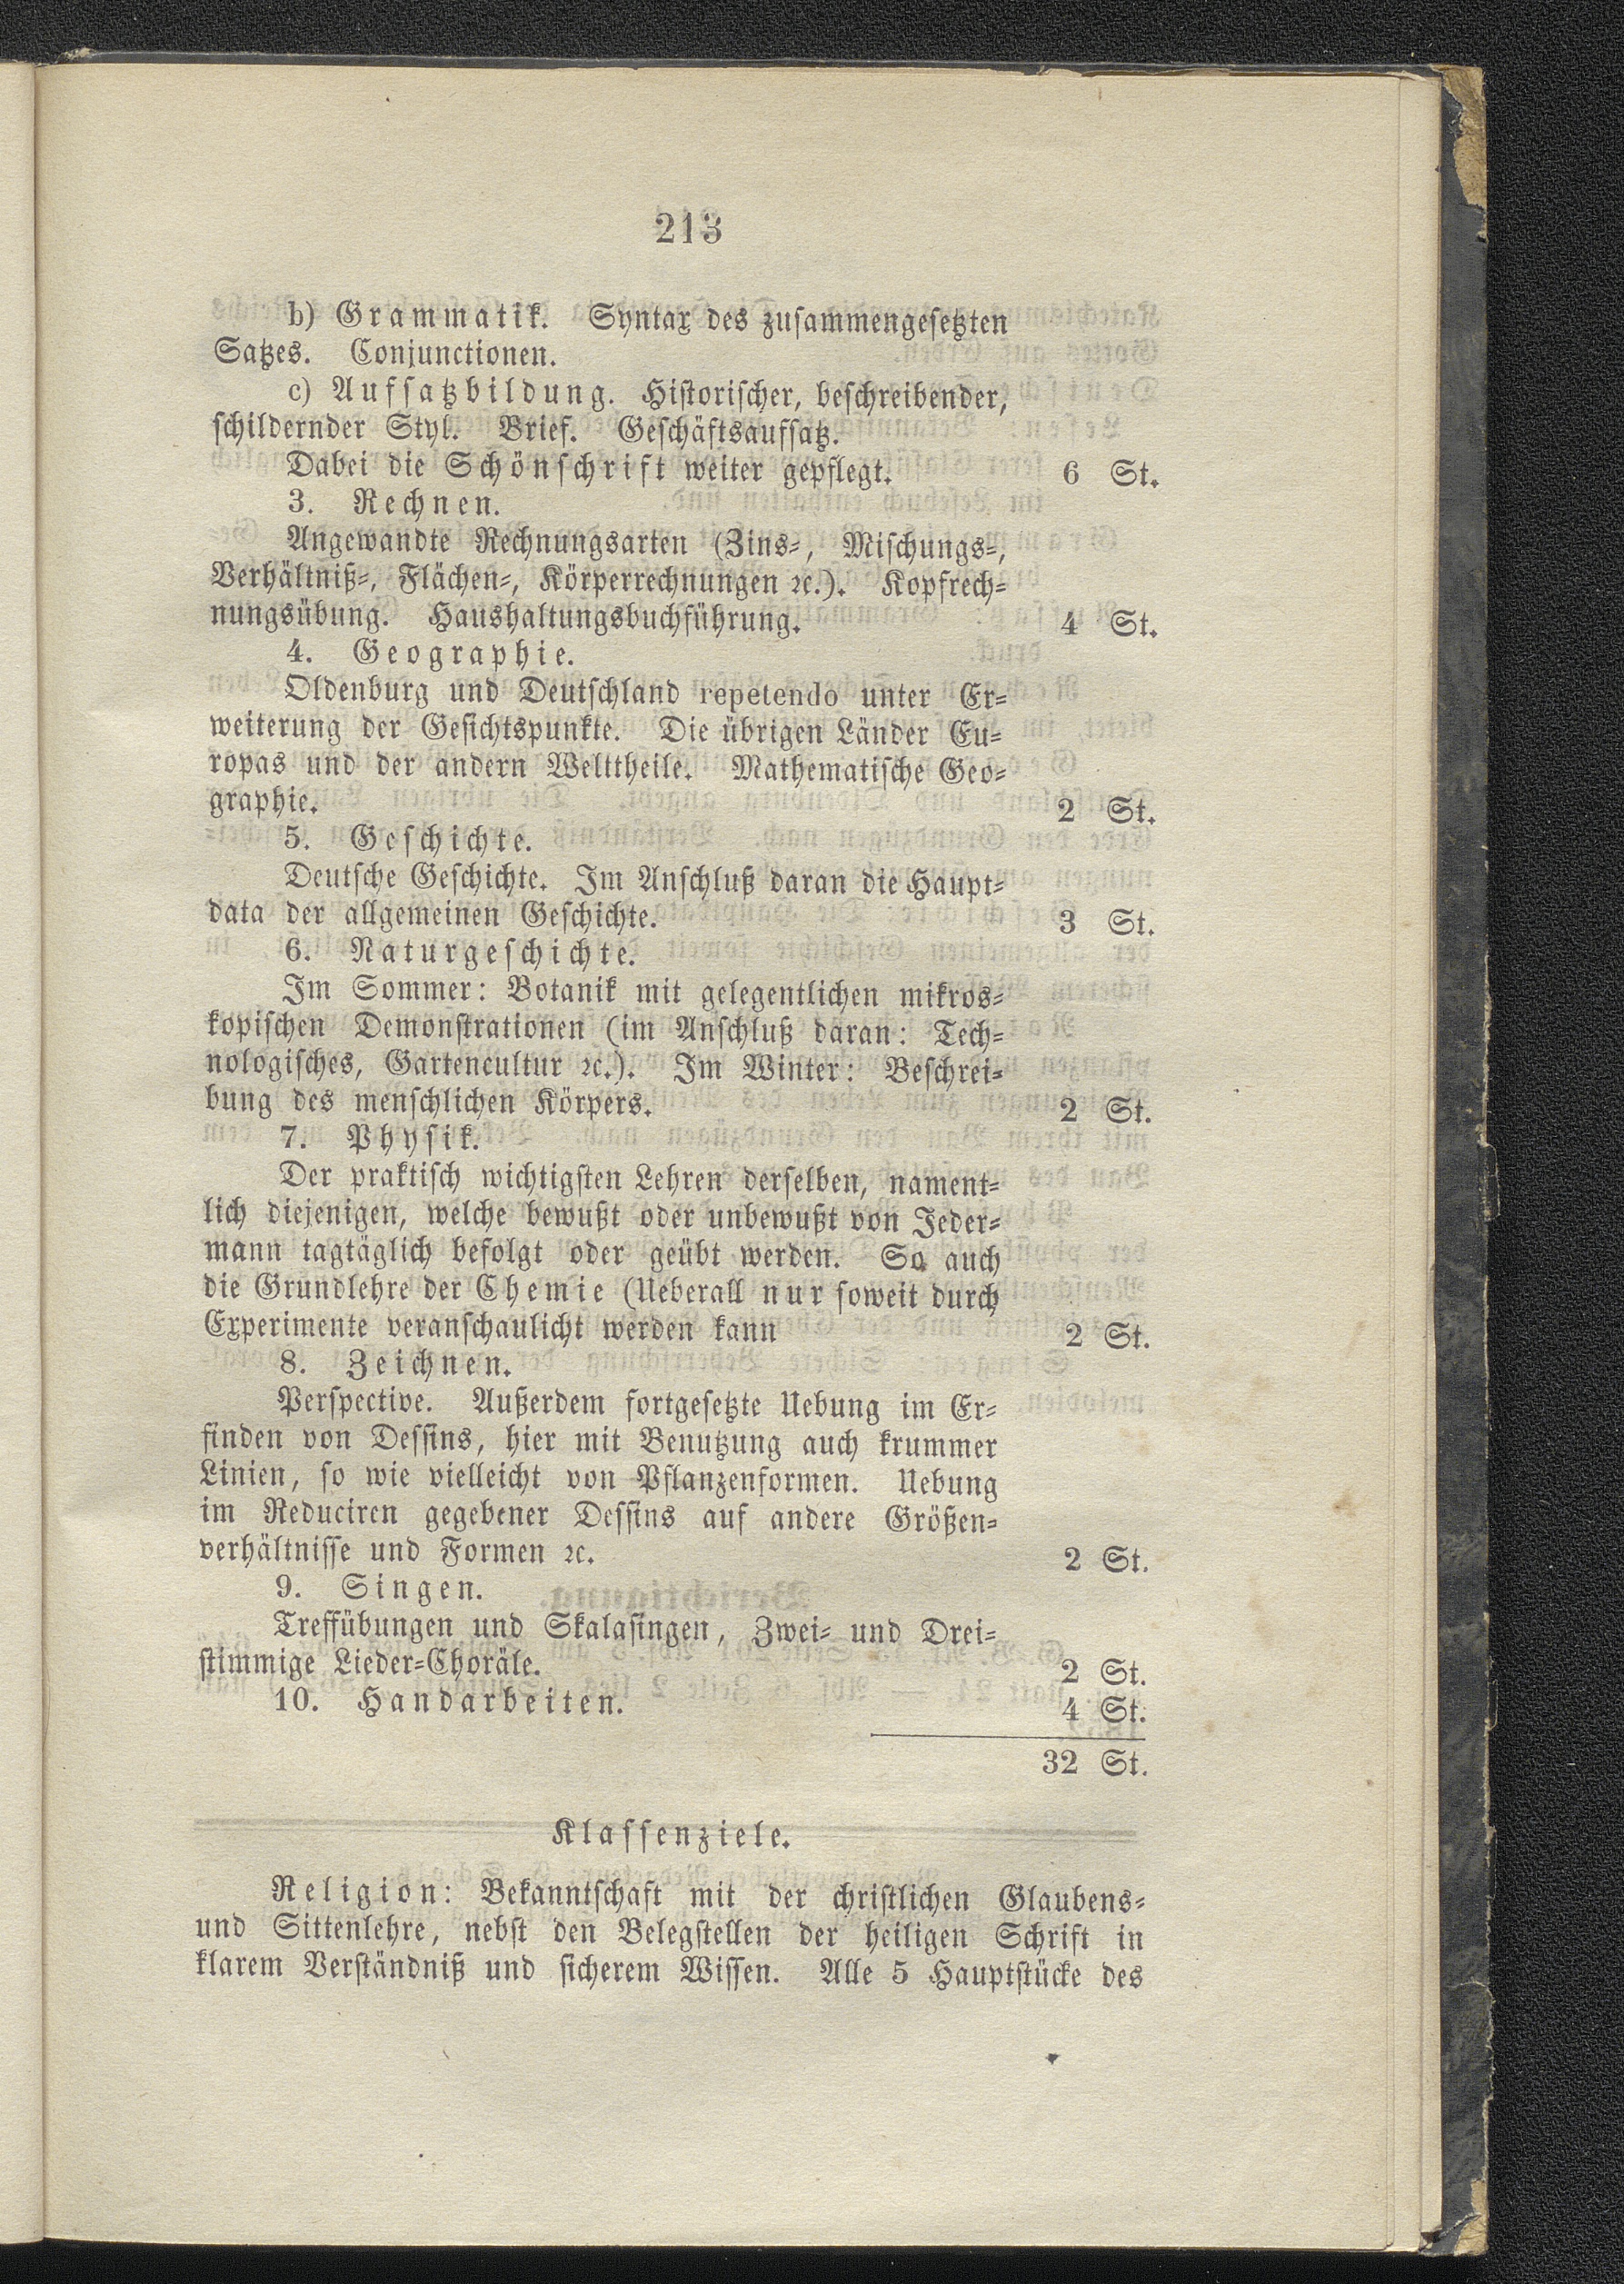 213
b) Grammatik. Syntax des zusammengesetzten
Satzes. Conjunctionen.
c) Aufsatzbildung. Historischer, beschreibender,
schildernder Styl. Brief. Geschäftsaufsatz.
Dabei die Schönschrift weiter gepflegt. 6 St.
3. Rechnen.
Angewandte Rechnungsarten (Zins-, Mischungs-,
Verhältniß-, Flächen-, Körperrechnungen ꝛc.). Kopfrech-
nungsübung. Haushaltungsbuchführung. 4 St.
4. Geographie.
Oldenburg und Deutschland repetendo unter Er-
weiterung der Gesichtspunkte. Die übrigen Länder Eu-
ropas und der andern Welttheile. Mathematische Geo-
graphie. 2 St.
5. Geschichte.
Deutsche Geschichte. Im Anschluß daran die Haupt-
data der allgemeinen Geschichte. 3 St.
6. Naturgeschichte.
Im Sommer: Botanik mit gelegentlichen mikros-
kopischen Demonstrationen (im Anschluß daran: Tech-
nologisches, Gartencultur ꝛc.). Im Winter: Beschrei-
bung des menschlichen Körpers. 2 St.
7. Physik.
Der praktisch wichtigsten Lehren derselben, nament-
lich diejenigen, welche bewußt oder unbewußt von Jeder-
mann tagtäglich befolgt oder geübt werden. So auch
die Grundlehre der Chemie (Ueberall nur soweit durch
Experimente veranschaulicht werden kann 2 St.
8. Zeichnen.
Perspective. Außerdem fortgesetzte Uebung im Er-
finden von Dessins, hier mit Benutzung auch krummer
Linien, so wie vielleicht von Pflanzenformen. Uebung
im Reduciren gegebener Dessins auf andere Größen-
verhältnisse und Formen ꝛc. 2 St.
9. Singen.
Treffübungen und Skalasingen, Zwei- und Drei-
stimmige Lieder-Choräle. 2 St.
10. Handarbeiten. 4 St.
32 St.
Klassenziele.
Religion: Bekanntschaft mit der christlichen Glaubens-
und Sittenlehre, nebst den Belegstellen der heiligen Schrift in
klarem Verständniß und sicherem Wissen. Alle 5 Hauptstücke des